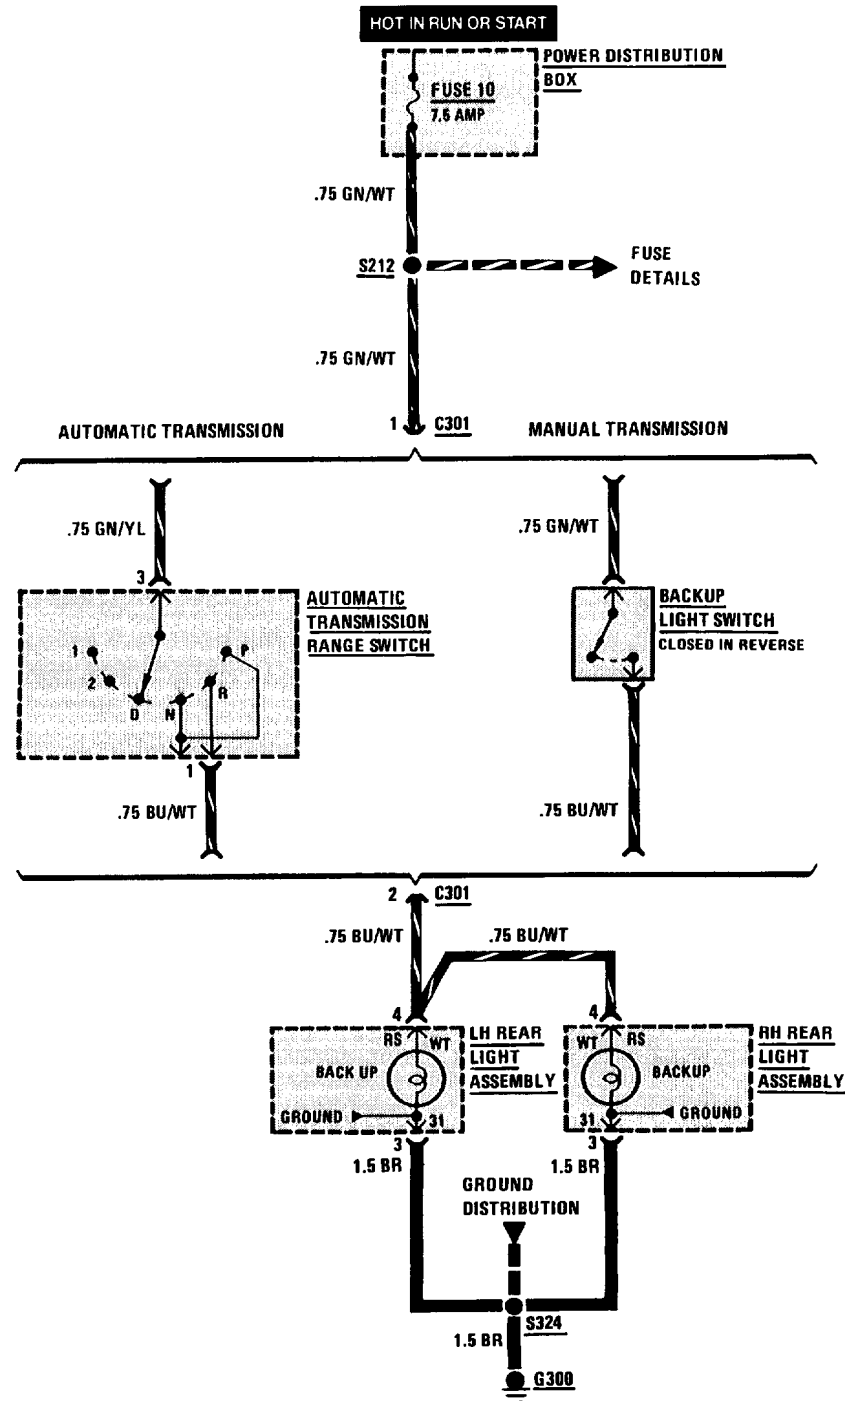 HOT IN RUN OR START
POWER DISTRIBUTION
BOX
FUSE 10
7.5 AMP
.75 GN/WT
S212
FUSE
DETAILS
.75 GN/WT
1
C301
AUTOMATIC TRANSMISSION
MANUAL TRANSMISSION
.75 GN/YL
.75 GN/WT
3
AUTOMATIC
TRANSMISSION
RANGE SWITCH
BACKUP
LIGHT SWITCH
CLOSED IN REVERSE
1
2
D
N
R
P
1
.75 BU/WT
.75 BU/WT
2
C301
.75 BU/WT
.75 BU/WT
4
4
RS
WT
LH REAR
LIGHT
ASSEMBLY
WT
RS
RH REAR
LIGHT
ASSEMBLY
BACK UP
BACKUP
GROUND
31
31
GROUND
3
3
1.5 BR
1.5 BR
GROUND
DISTRIBUTION
S324
1.5 BR
G300